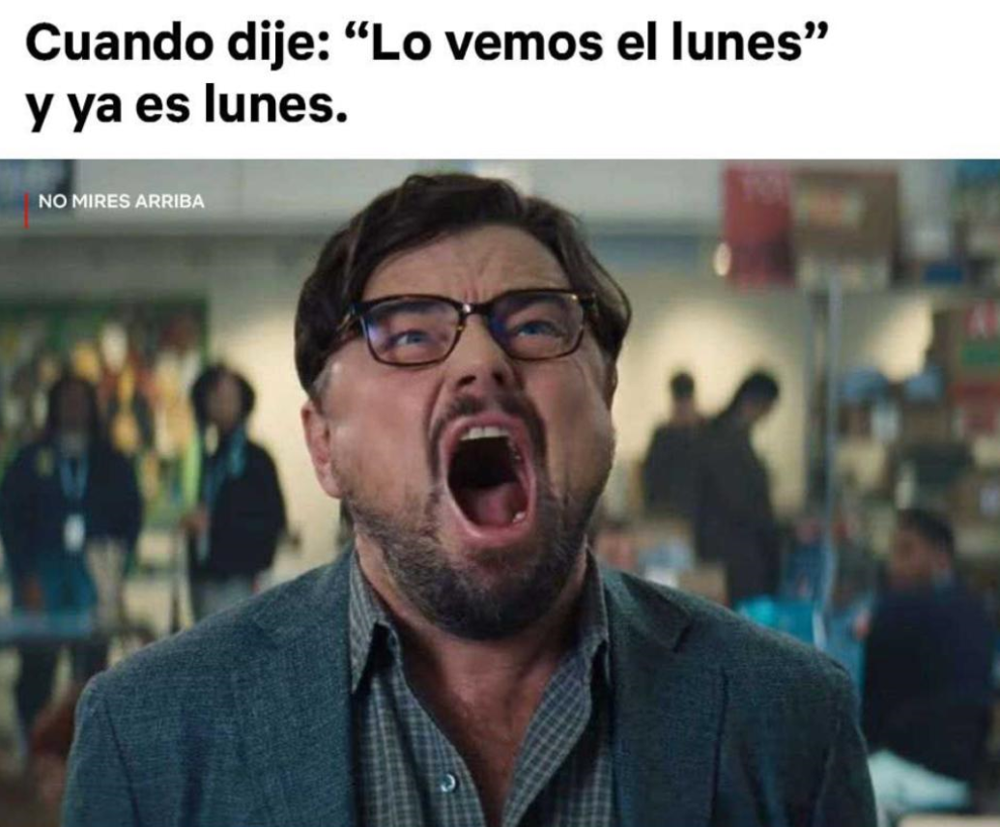 Cuando dije: “Lo vemos el lunes”
y ya es lunes.
NO MIRES ARRIBA